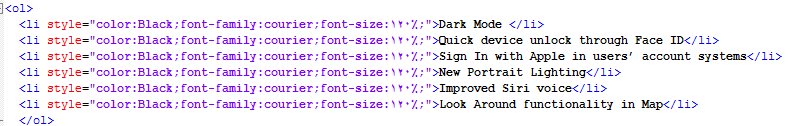 <ol>
<li style="color:Black;font-family:courier;font-size:۱۲۰٪;">Dark Mode </li>
<li style="color:Black;font-family:courier;font-size:۱۲۰٪;">Quick device unlock through Face ID</li>
<li style="color:Black;font-family:courier;font-size:۱۲۰٪;">Sign In with Apple in users’ account systems</li>
<li style="color:Black;font-family:courier;font-size:۱۲۰٪;">New Portrait Lighting</li>
<li style="color:Black;font-family:courier;font-size:۱۲۰٪;">Improved Siri voice</li>
<li style="color:Black;font-family:courier;font-size:۱۲۰٪;">Look Around functionality in Map</li>
</ol>